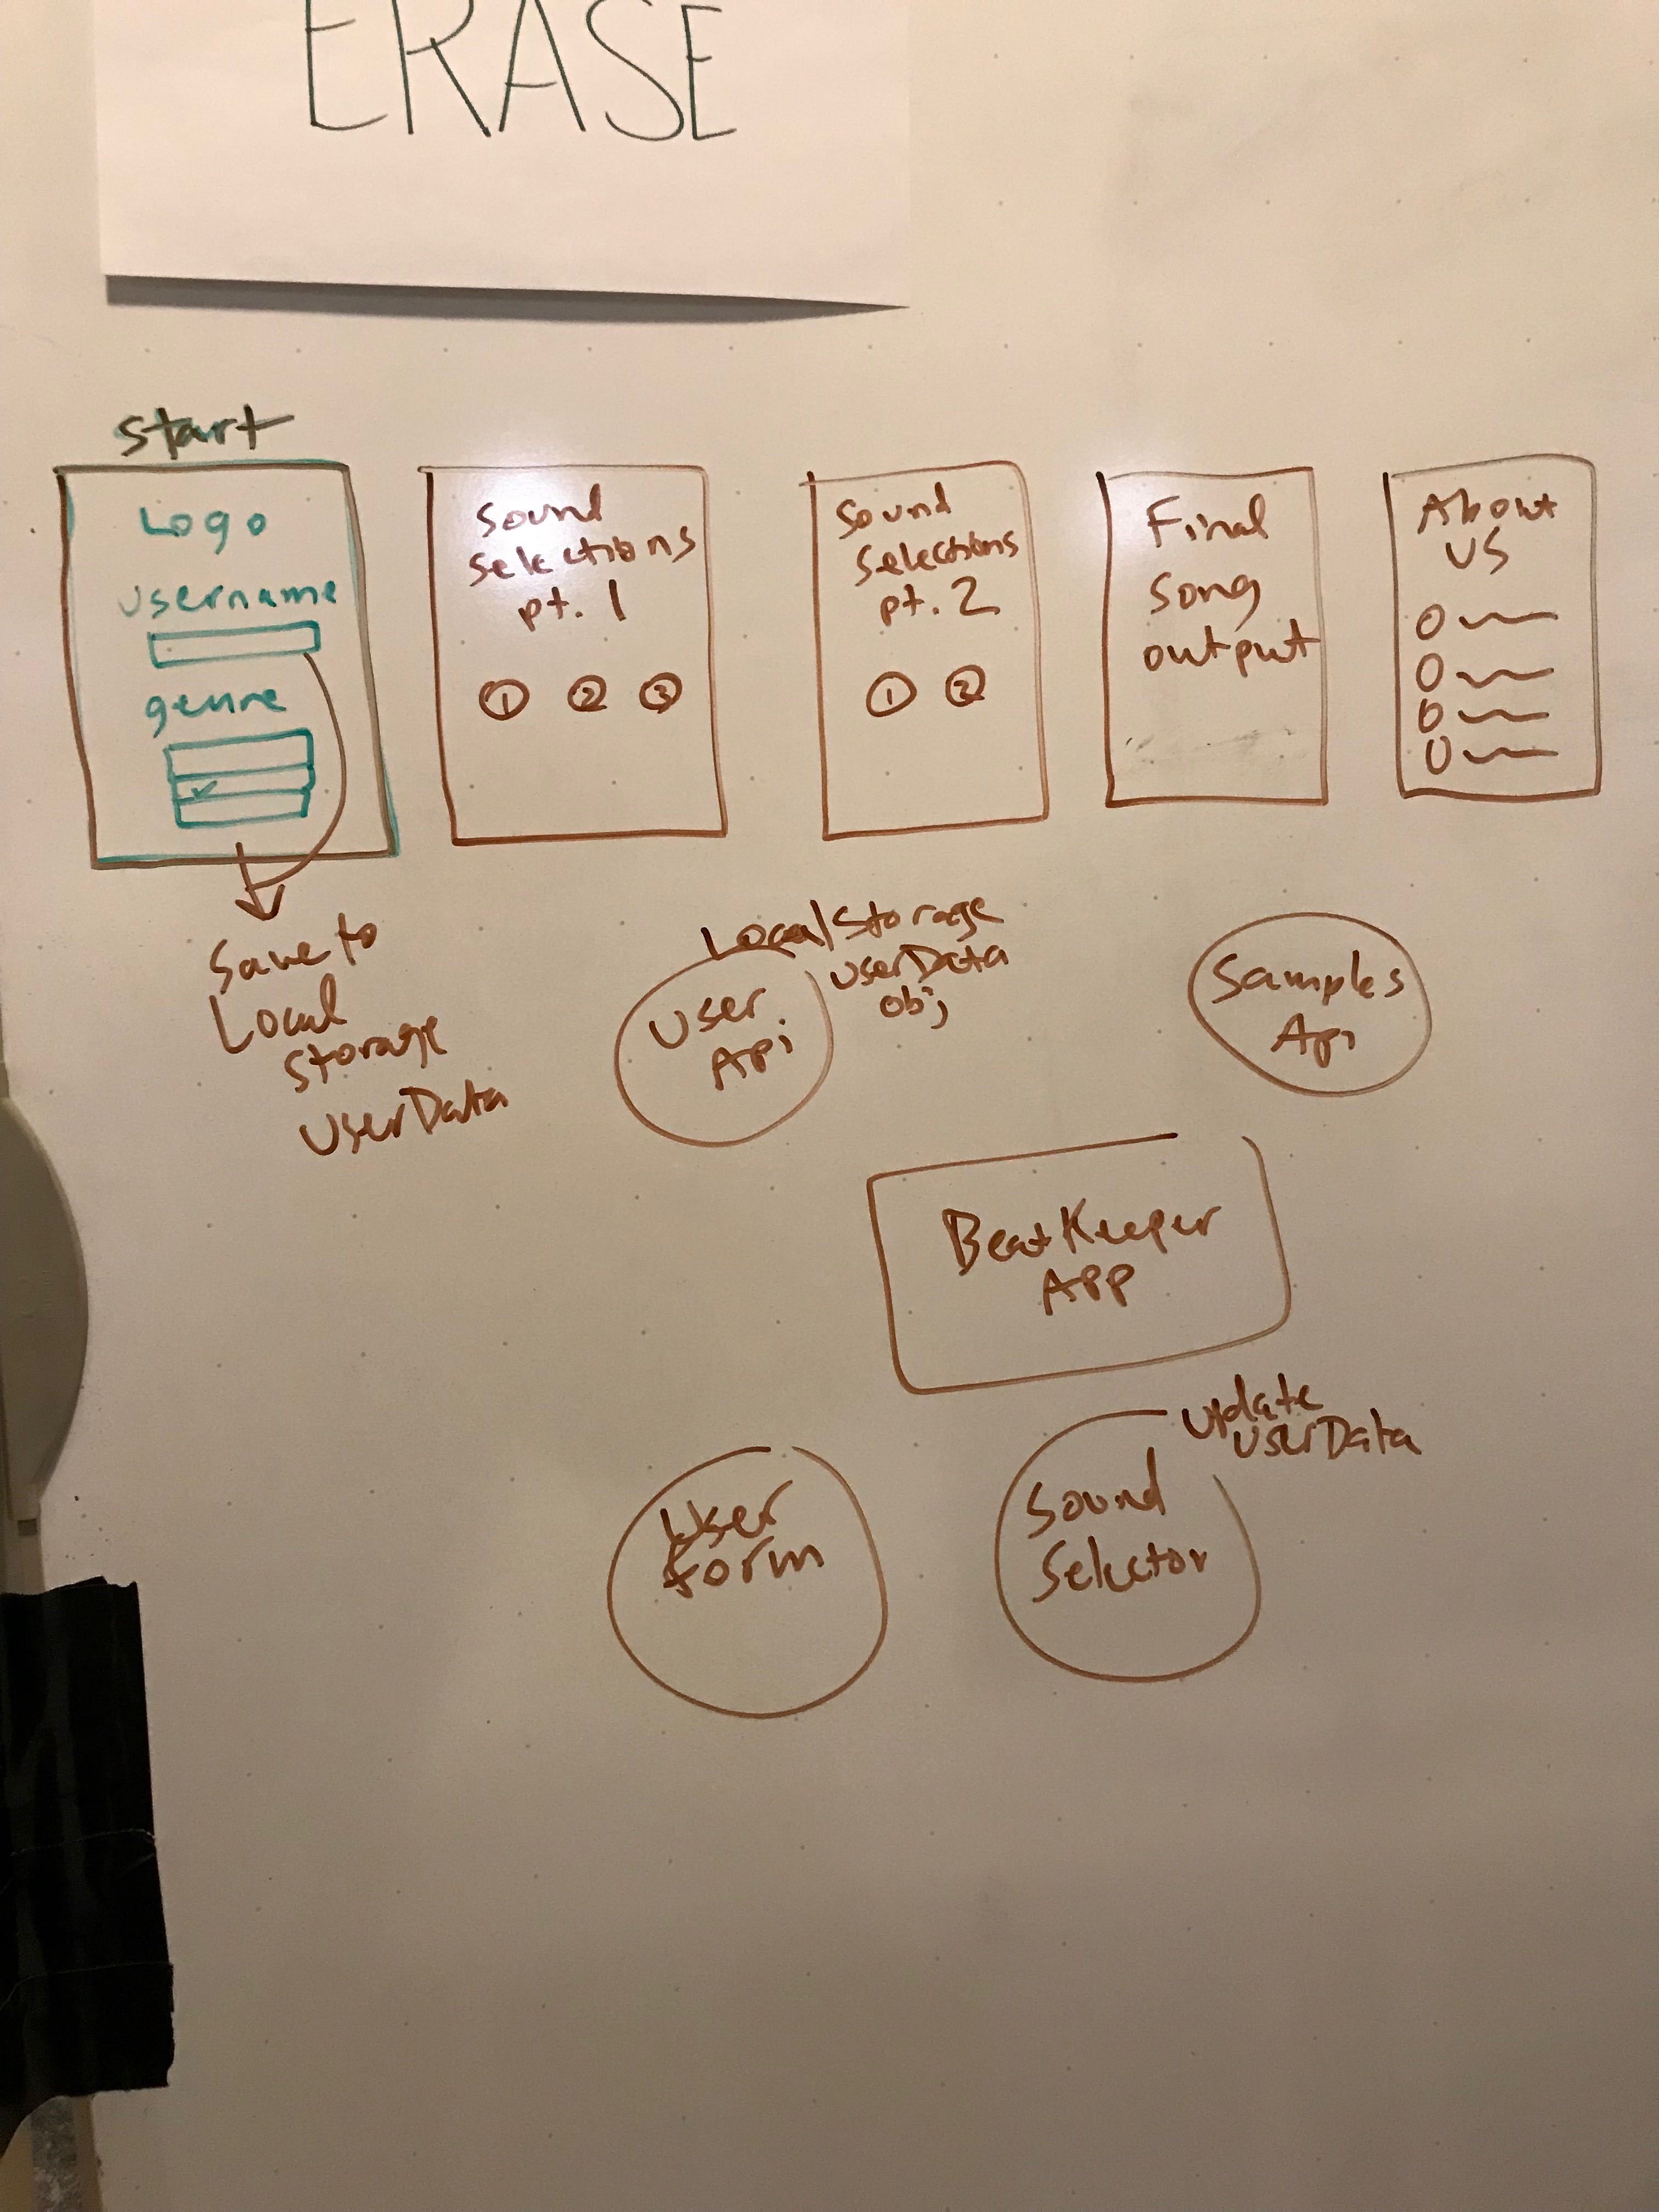 ERASE
Start
Logo
username
genre
Sound
Selections
pt. 1
1 2 3
Sound
Selections
pt. 2
1 2
Final
Song
output
About
US
Save to
Local
Storage
UserData
Local Storage
UserData
obj
User
Api
Samples
Api
BeatKeeper
APP
User
Form
update
UserData
Sound
Selector